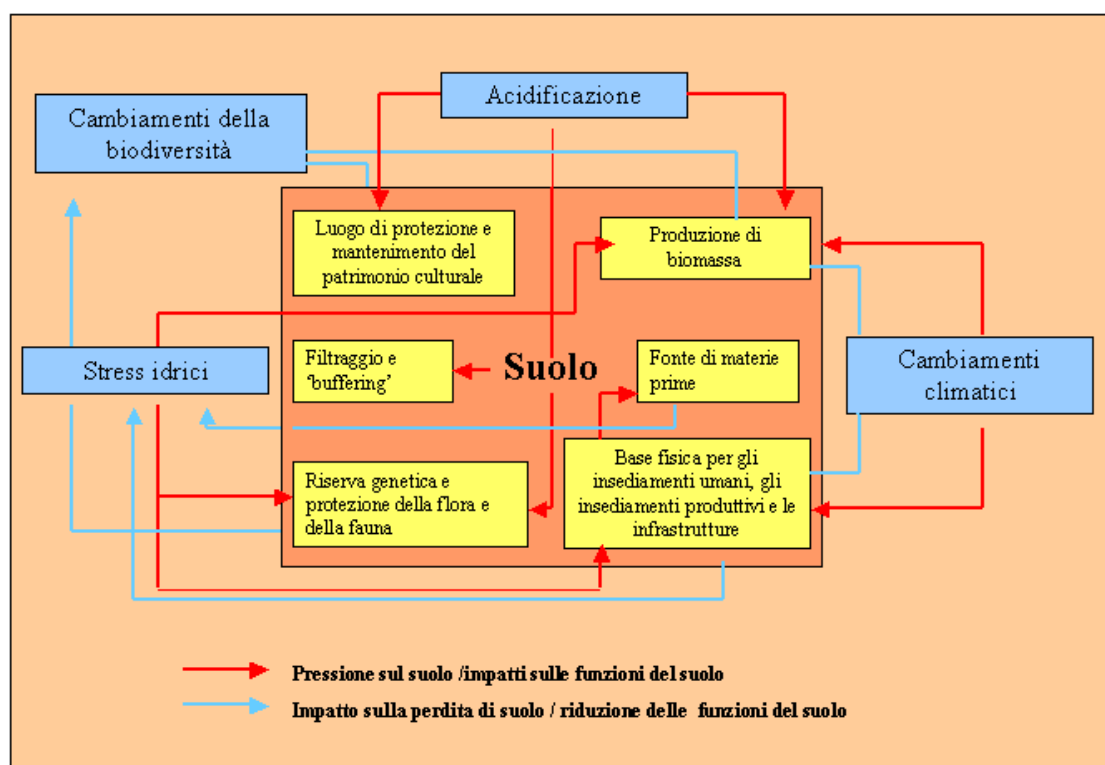 Acidificazione
Cambiamenti della
biodiversità
Luogo di protezione e
mantenimento del
patrimonio culturale
Produzione di
biomassa
Stress idrici
Filtraggio e
‘buffering’
Suolo
Fonte di materie
prime
Cambiamenti
climatici
Riserva genetica e
protezione della flora e
della fauna
Base fisica per gli
insediamenti umani, gli
insediamenti produttivi e le
infrastrutture
Pressione sul suolo /impatti sulle funzioni del suolo
Impatto sulla perdita di suolo / riduzione delle funzioni del suolo